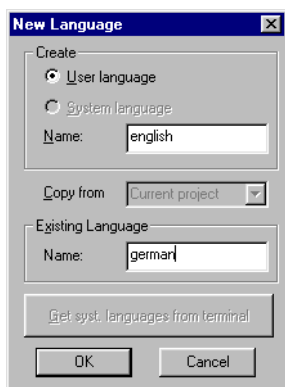 New Language
Create
User language
System language
Name: english
Copy from Current project
Existing Language
Name: german
Get syst. languages from terminal
OK Cancel